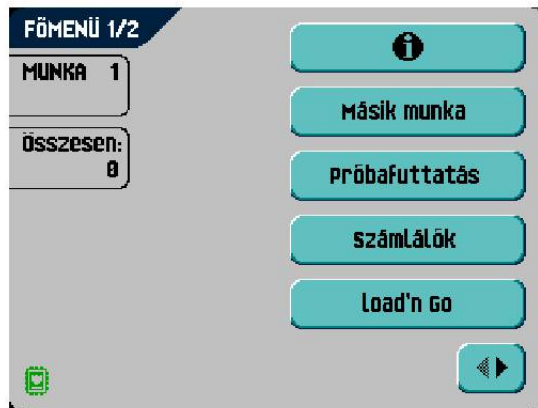 FŐMENÜ 1/2
MUNKA 1
Összesen:
0
Másik munka
Próbafuttatás
Számlálók
Load'n Go